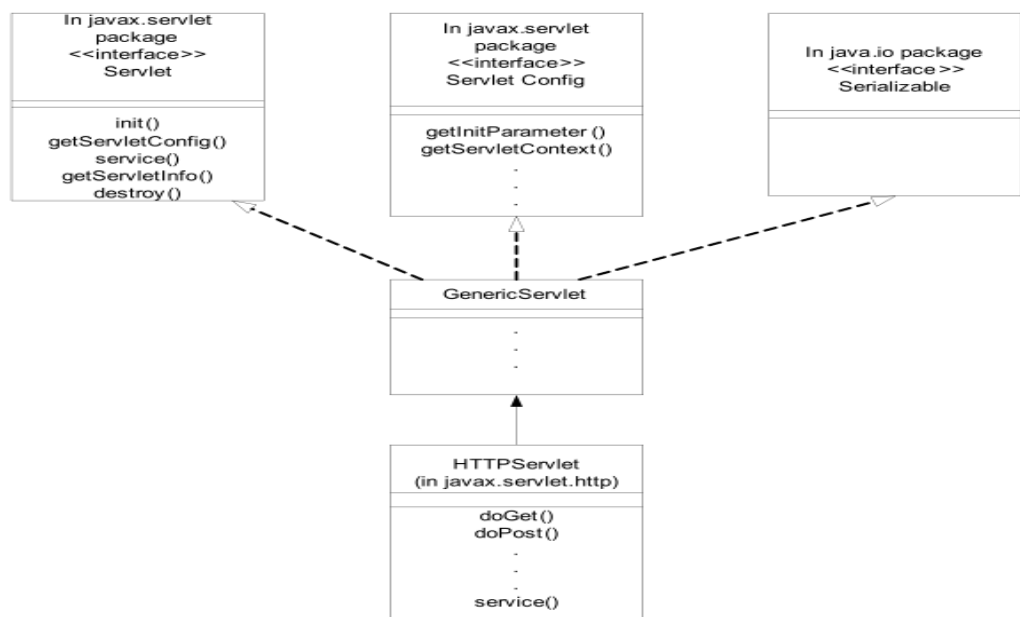 In javax.servlet
package
<<interface>>
Servlet
init()
getServletConfig()
service()
getServletInfo()
destroy()
In javax.servlet
package
<<interface>>
Servlet Config
getInitParameter ()
getServletContext()
.
.
.
In java.io package
<<interface >>
Serializable
GenericServlet
.
.
.
HTTPServlet
(in javax.servlet.http)
doGet()
doPost()
.
.
.
service()